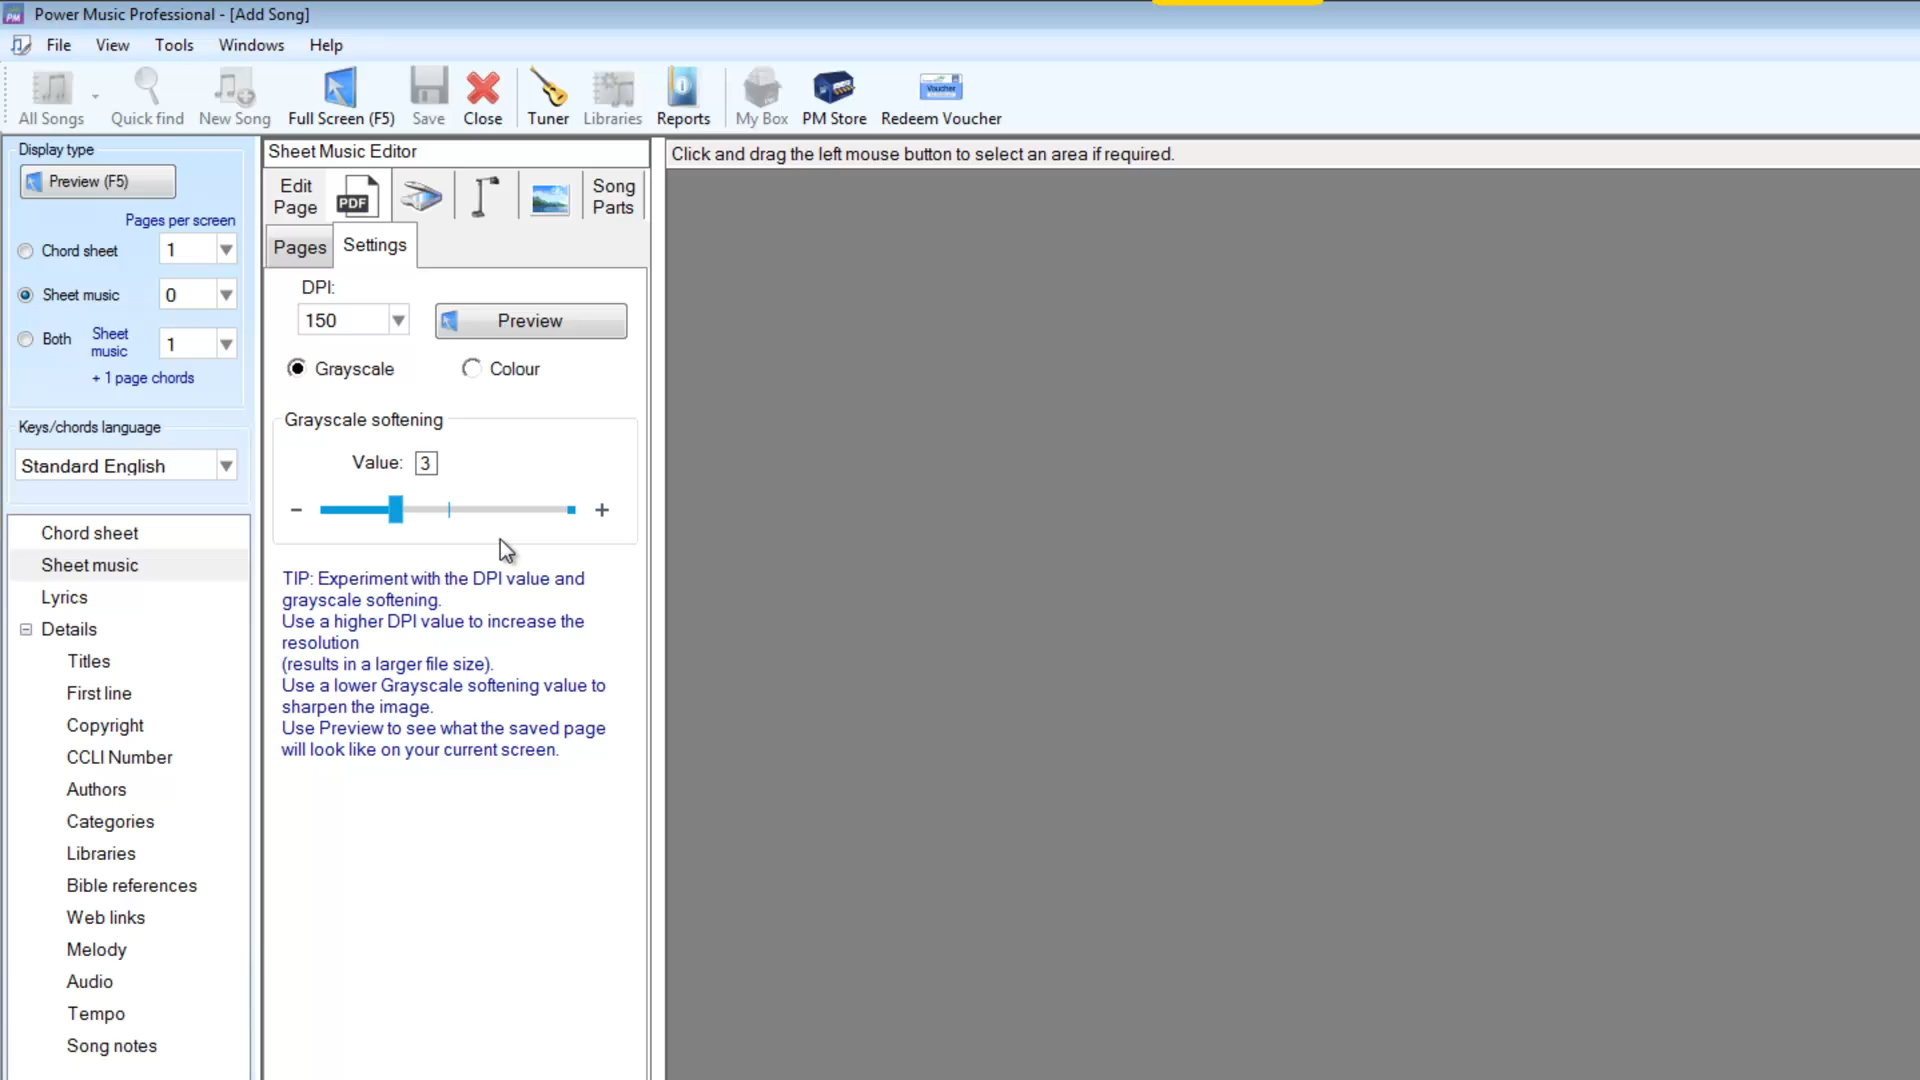 Power Music Professional - [Add Song]
File View Tools Windows Help
All Songs Quick find New Song Full Screen (F5) Save Close Tuner Libraries Reports My Box PM Store Redeem Voucher
Voucher
Display type
Preview (F5)
Pages per screen
Chord sheet 1
Sheet music 0
Both Sheet music 1
+ 1 page chords
Keys/chords language
Standard English
Chord sheet
Sheet music
Lyrics
Details
Titles
First line
Copyright
CCLI Number
Authors
Categories
Libraries
Bible references
Web links
Melody
Audio
Tempo
Song notes
Sheet Music Editor
Edit Page PDF Song Parts
Pages Settings
DPI:
150 Preview
Grayscale Colour
Grayscale softening
Value: 3
- +
TIP: Experiment with the DPI value and
grayscale softening.
Use a higher DPI value to increase the
resolution
(results in a larger file size).
Use a lower Grayscale softening value to
sharpen the image.
Use Preview to see what the saved page
will look like on your current screen.
Click and drag the left mouse button to select an area if required.